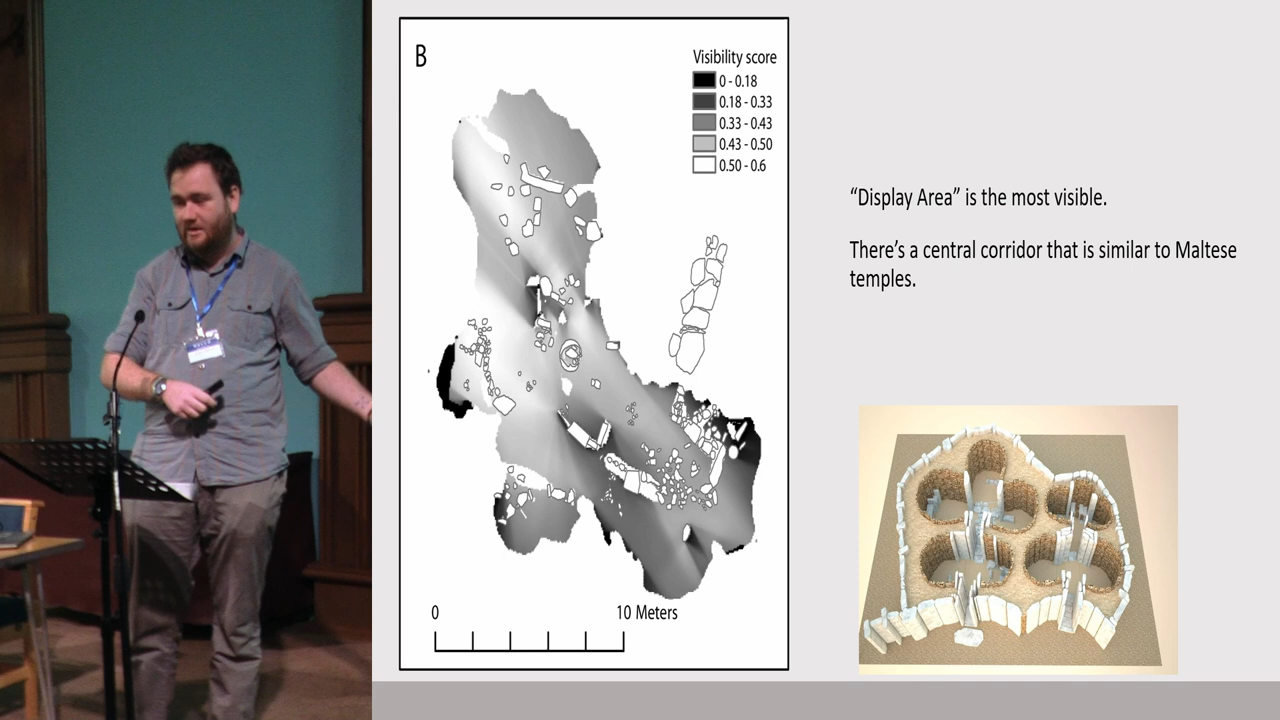 B
Visibility score
0 - 0.18
0.18 - 0.33
0.33 - 0.43
0.43 - 0.50
0.50 - 0.6
0 10 Meters
“Display Area” is the most visible.
There’s a central corridor that is similar to Maltese
temples.